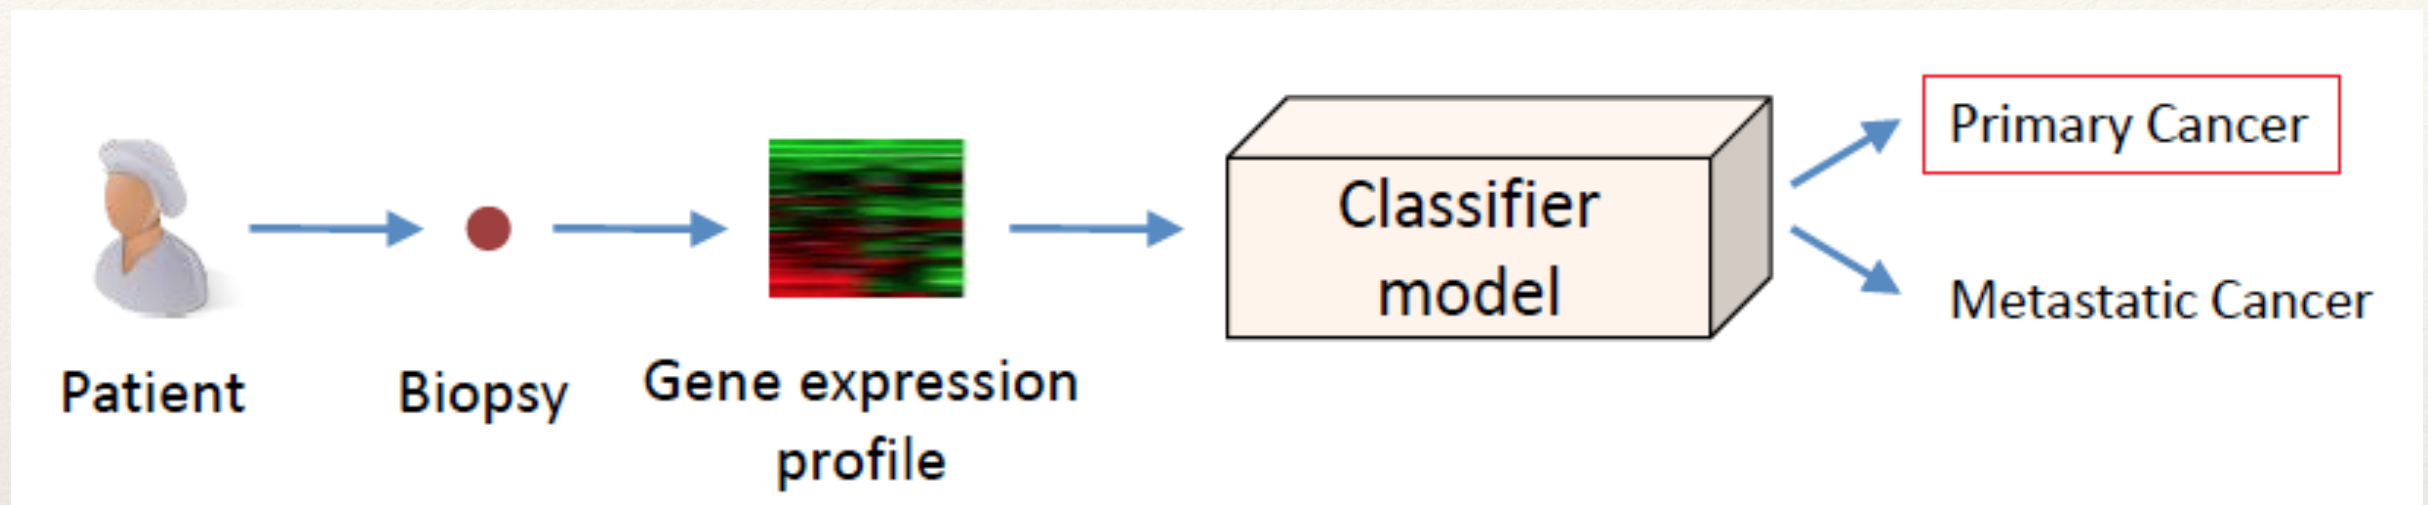 Patient
Biopsy
Gene expression
profile
Classifier
model
Primary Cancer
Metastatic Cancer